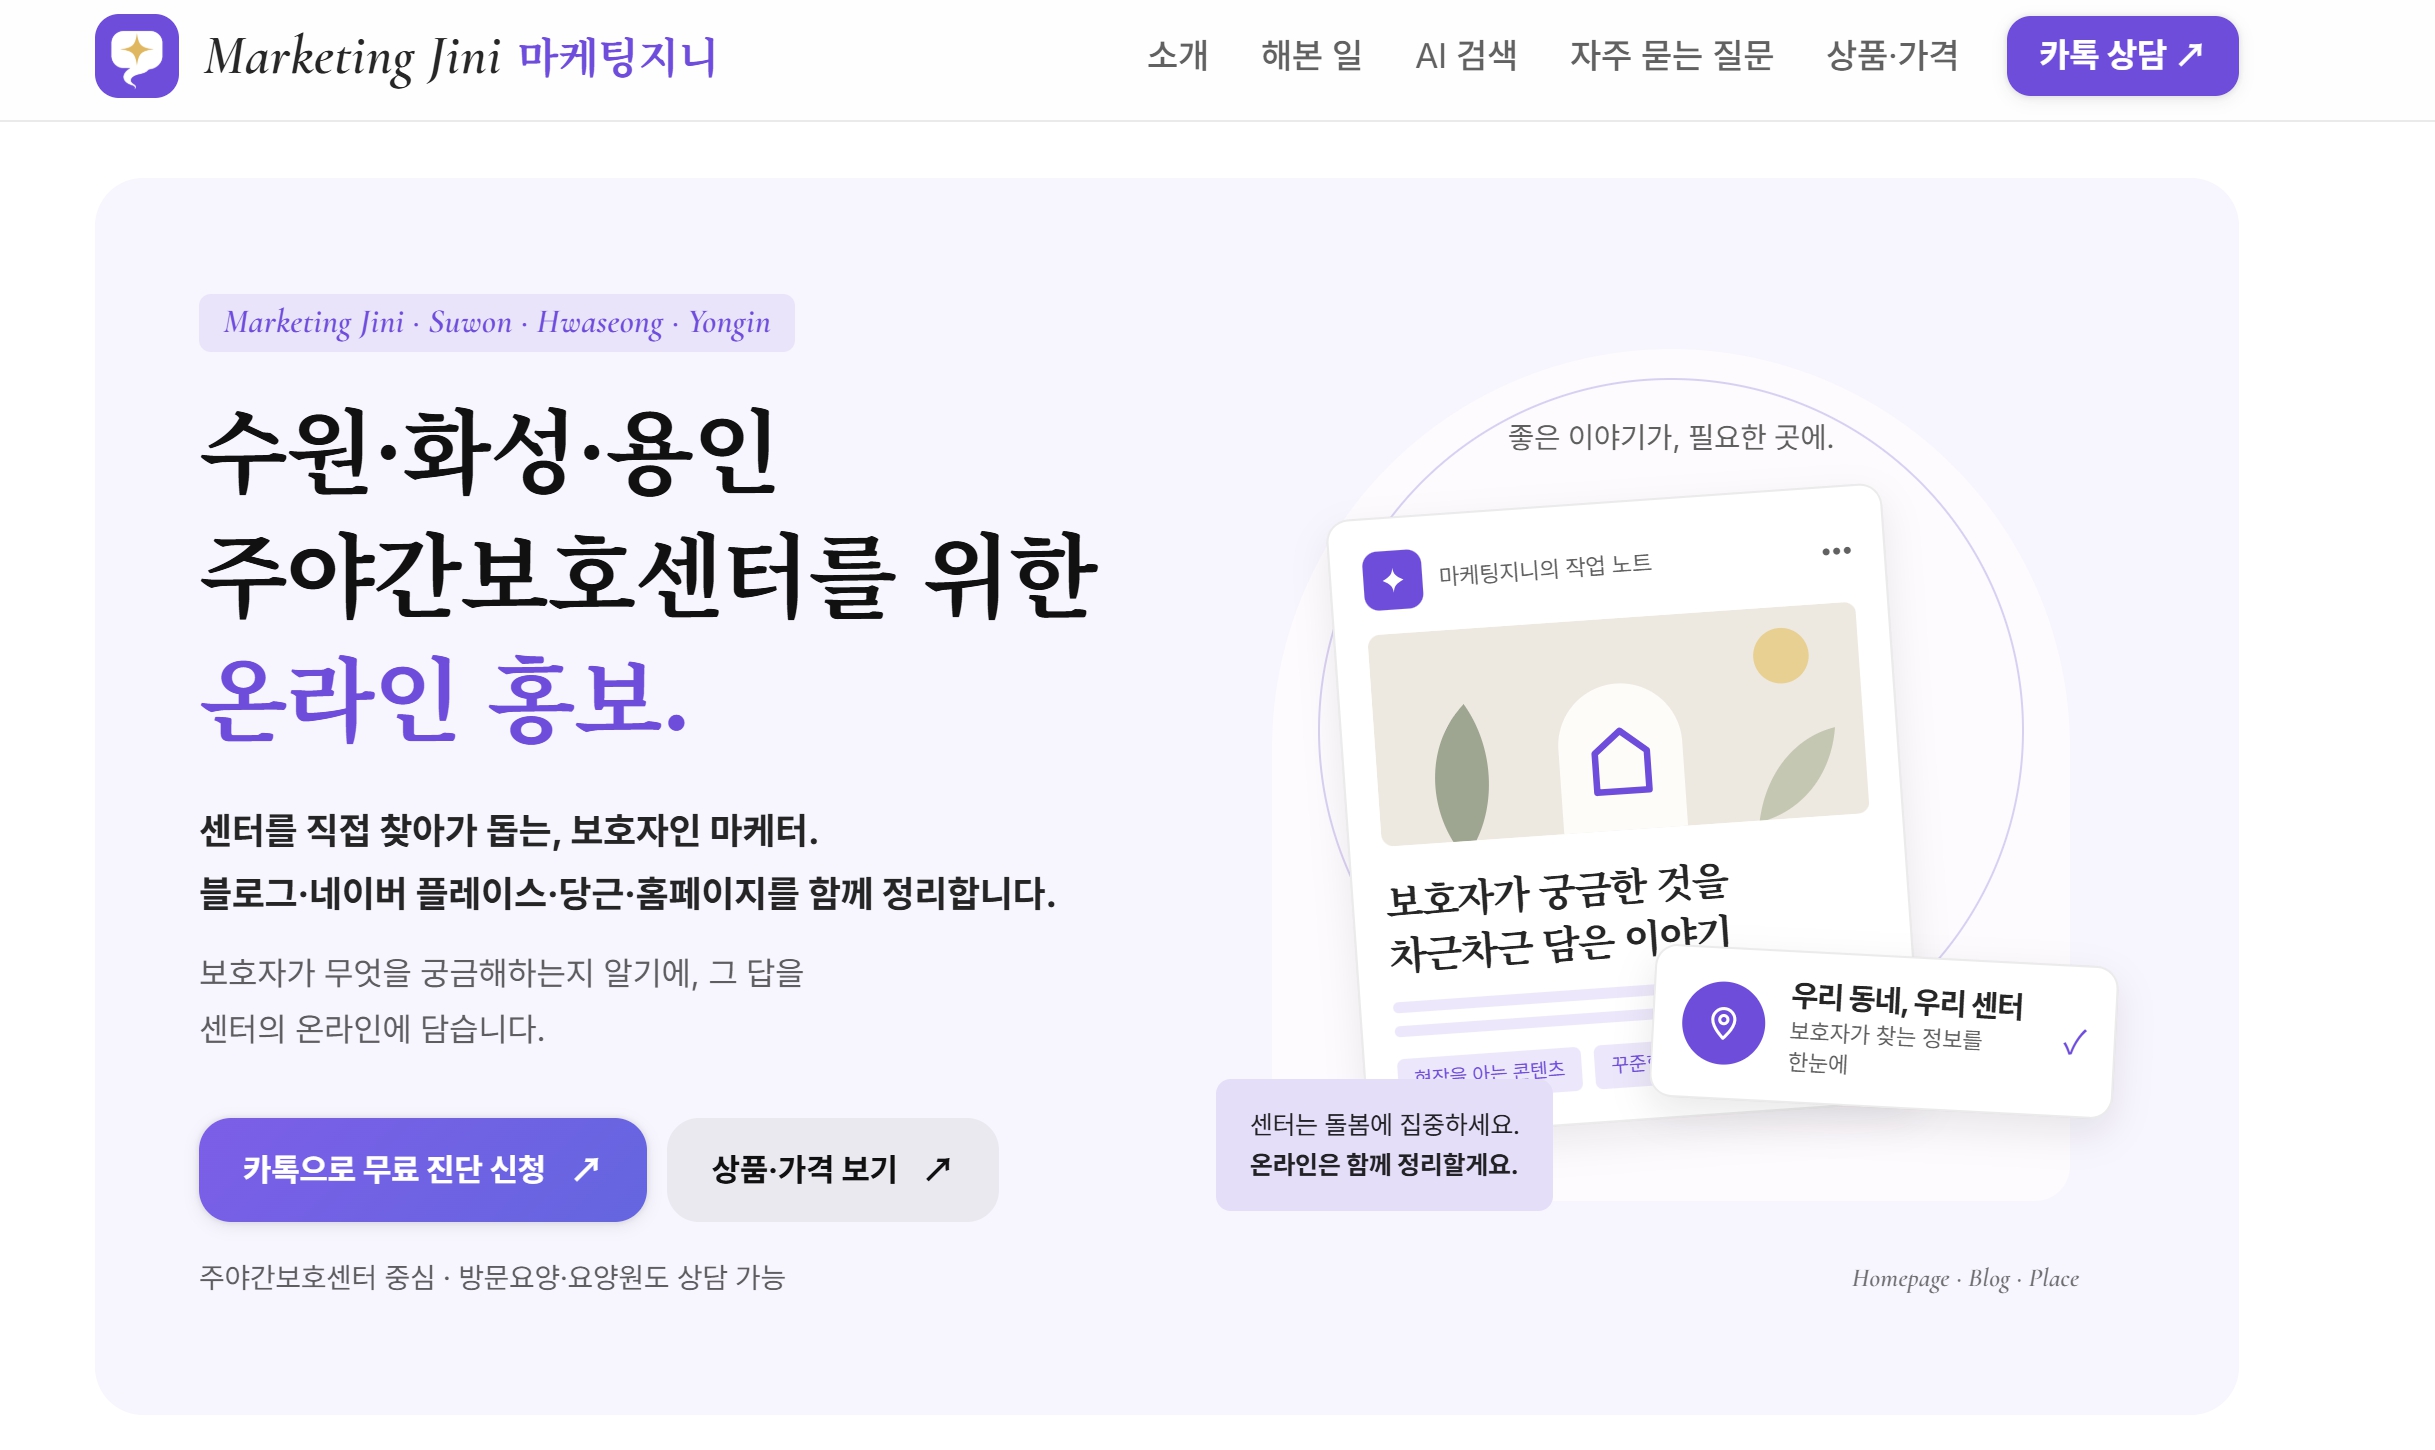 Marketing Jini 마케팅지니
소개 해본 일 AI 검색 자주 묻는 질문 상품·가격 카톡 상담 ↗
Marketing Jini · Suwon · Hwaseong · Yongin
수원·화성·용인
주야간보호센터를 위한
온라인 홍보.
센터를 직접 찾아가 돕는, 보호자인 마케터.
블로그·네이버 플레이스·당근·홈페이지를 함께 정리합니다.
보호자가 무엇을 궁금해하는지 알기에, 그 답을
센터의 온라인에 담습니다.
카톡으로 무료 진단 신청 ↗
상품·가격 보기 ↗
주야간보호센터 중심 · 방문요양·요양원도 상담 가능
좋은 이야기가, 필요한 곳에.
마케팅지니의 작업 노트
보호자가 궁금한 것을
차근차근 담은 이야기
현장을 아는 콘텐츠
우리 동네, 우리 센터
보호자가 찾는 정보를
한눈에
센터는 돌봄에 집중하세요.
온라인은 함께 정리할게요.
Homepage · Blog · Place